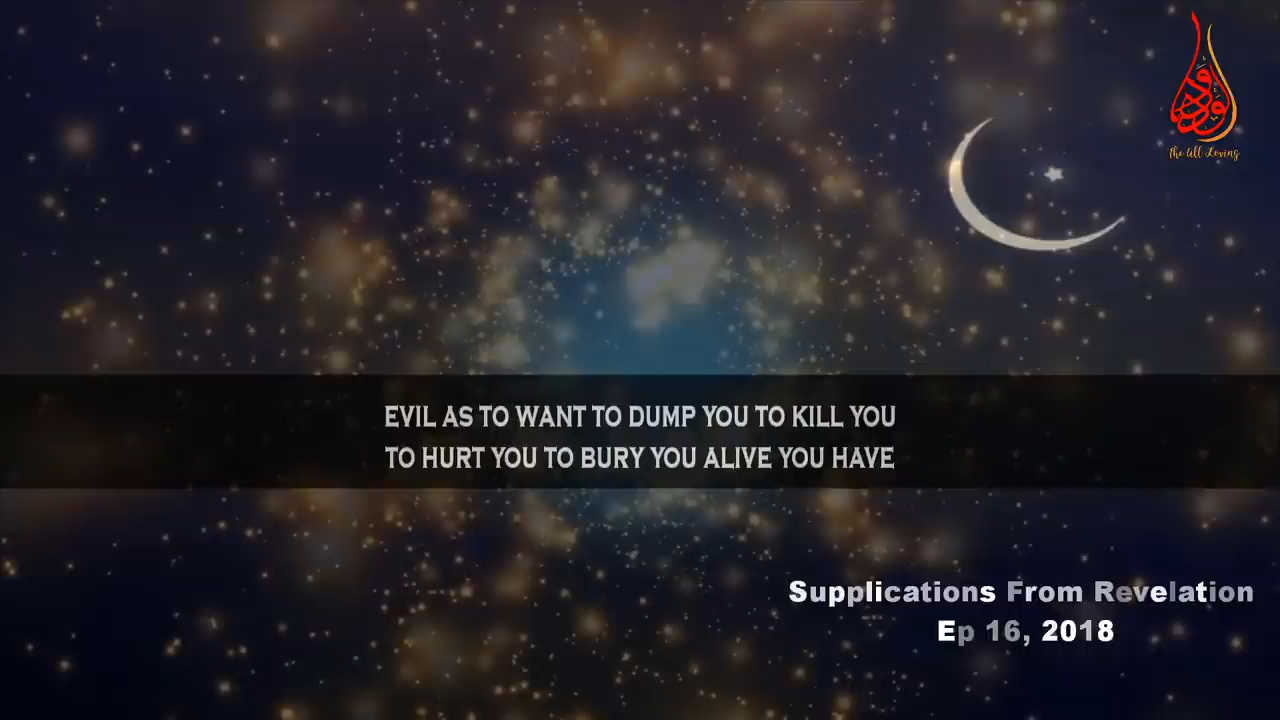 الودود
The All Loving
EVIL AS TO WANT TO DUMP YOU TO KILL YOU
TO HURT YOU TO BURY YOU ALIVE YOU HAVE
Supplications From Revelation
Ep 16, 2018